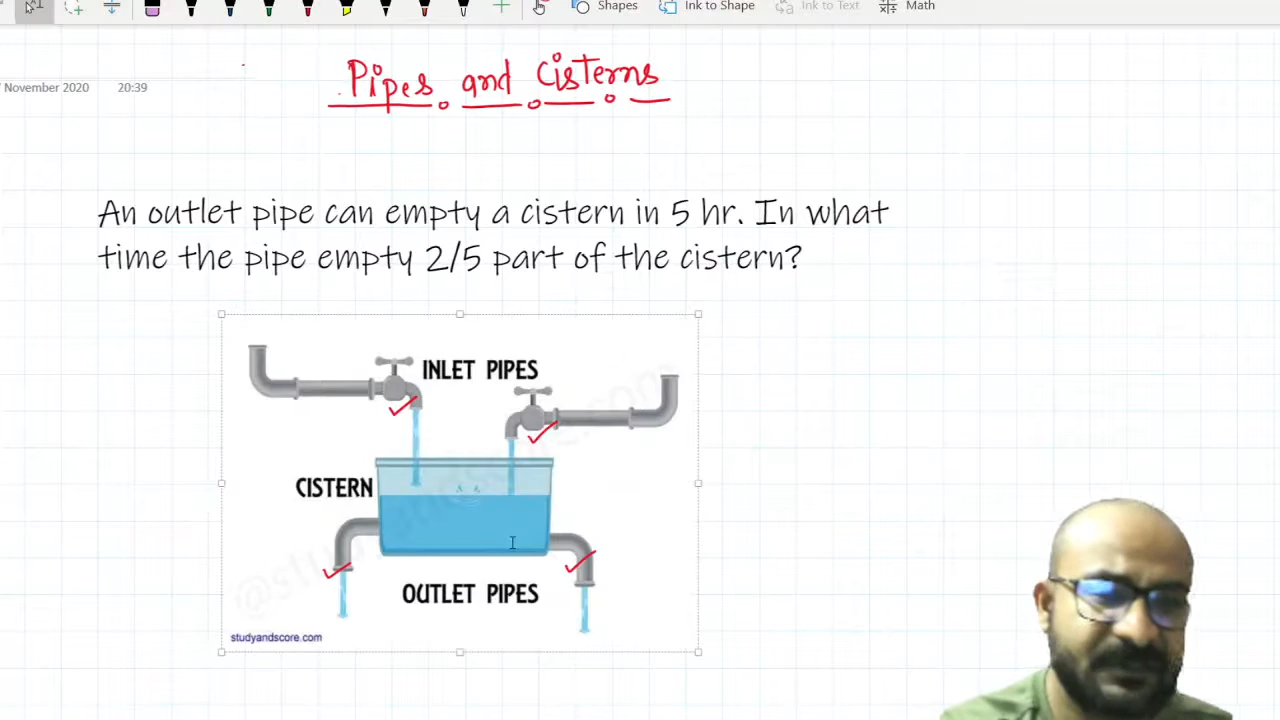 Shapes Ink to Shape Ink to Text Math
November 2020 20:39
Pipes and Cisterns
An outlet pipe can empty a cistern in 5 hr. In what
time the pipe empty 2/5 part of the cistern?
INLET PIPES
CISTERN
OUTLET PIPES
studyandscore.com